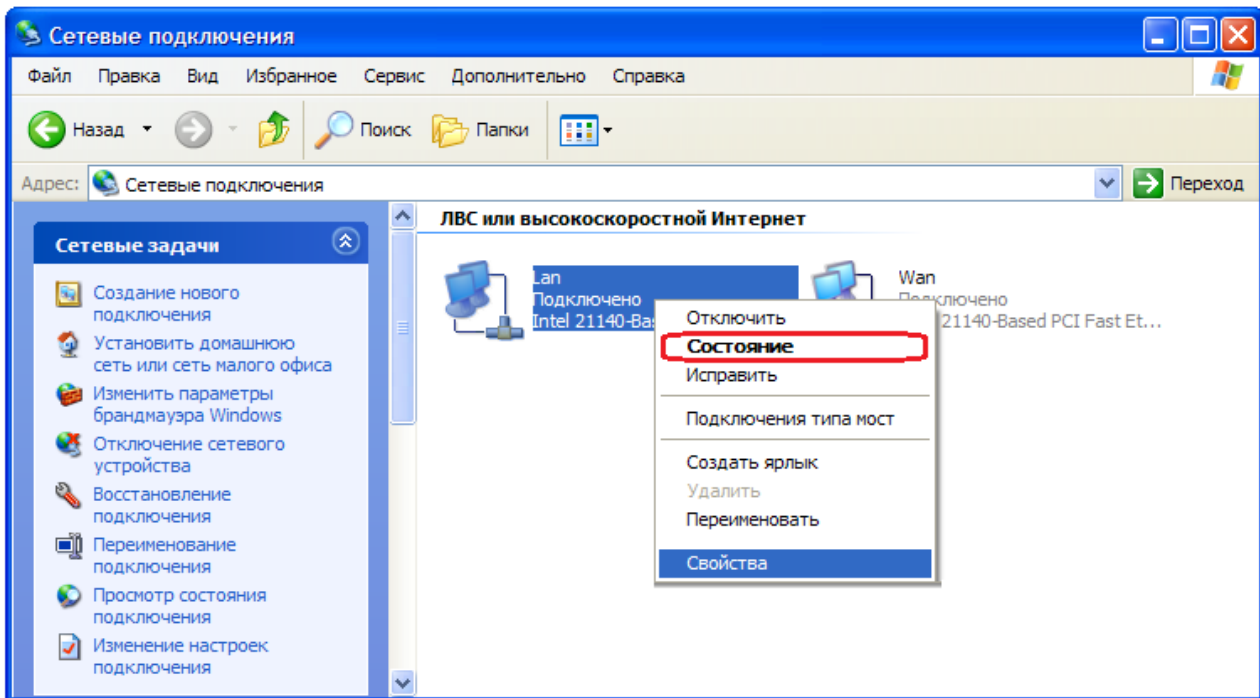 Сетевые подключения
Файл Правка Вид Избранное Сервис Дополнительно Справка
Назад Поиск Папки
Адрес: Сетевые подключения Переход
Сетевые задачи
Создание нового
подключения
Установить домашнюю
сеть или сеть малого офиса
Изменить параметры
брандмауэра Windows
Отключение сетевого
устройства
Восстановление
подключения
Переименование
подключения
Просмотр состояния
подключения
Изменение настроек
подключения
ЛВС или высокоскоростной Интернет
Lan
Подключено
Intel 21140-Ba
Wan
Подключено
21140-Based PCI Fast Et...
Отключить
Состояние
Исправить
Подключения типа мост
Создать ярлык
Удалить
Переименовать
Свойства